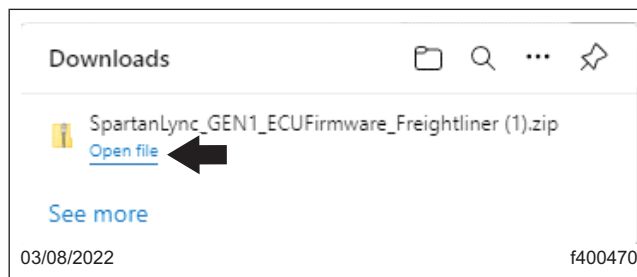 Downloads
SpartanLync_GEN1_ECUFirmware_Freightliner (1).zip
Open file
See more
03/08/2022 f400470